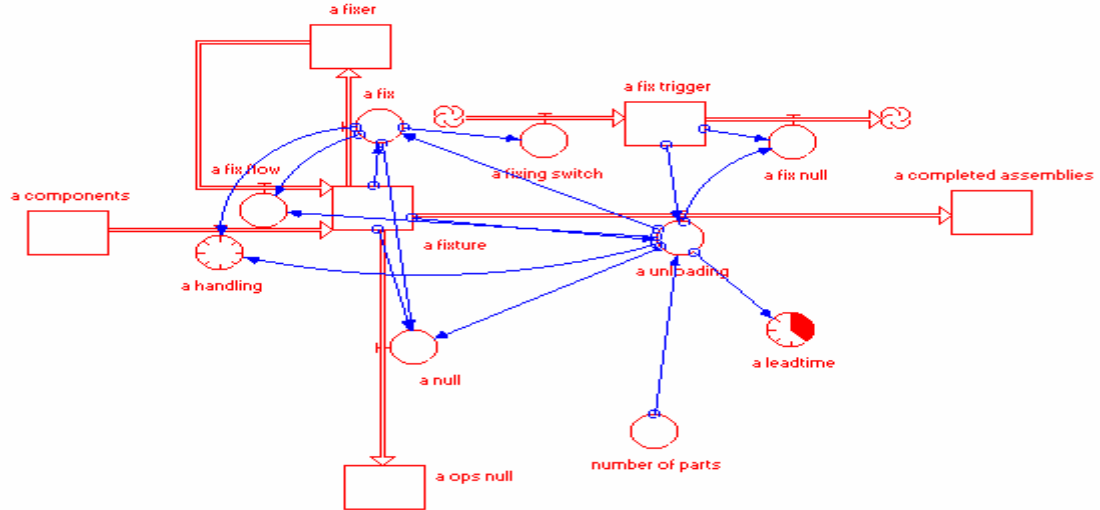 a fixer
a fix trigger
a fix
a fix flow
a fixing switch
a fix null
a components
a completed assemblies
a fixture
a unloading
a handling
a leadtime
a null
number of parts
a ops null